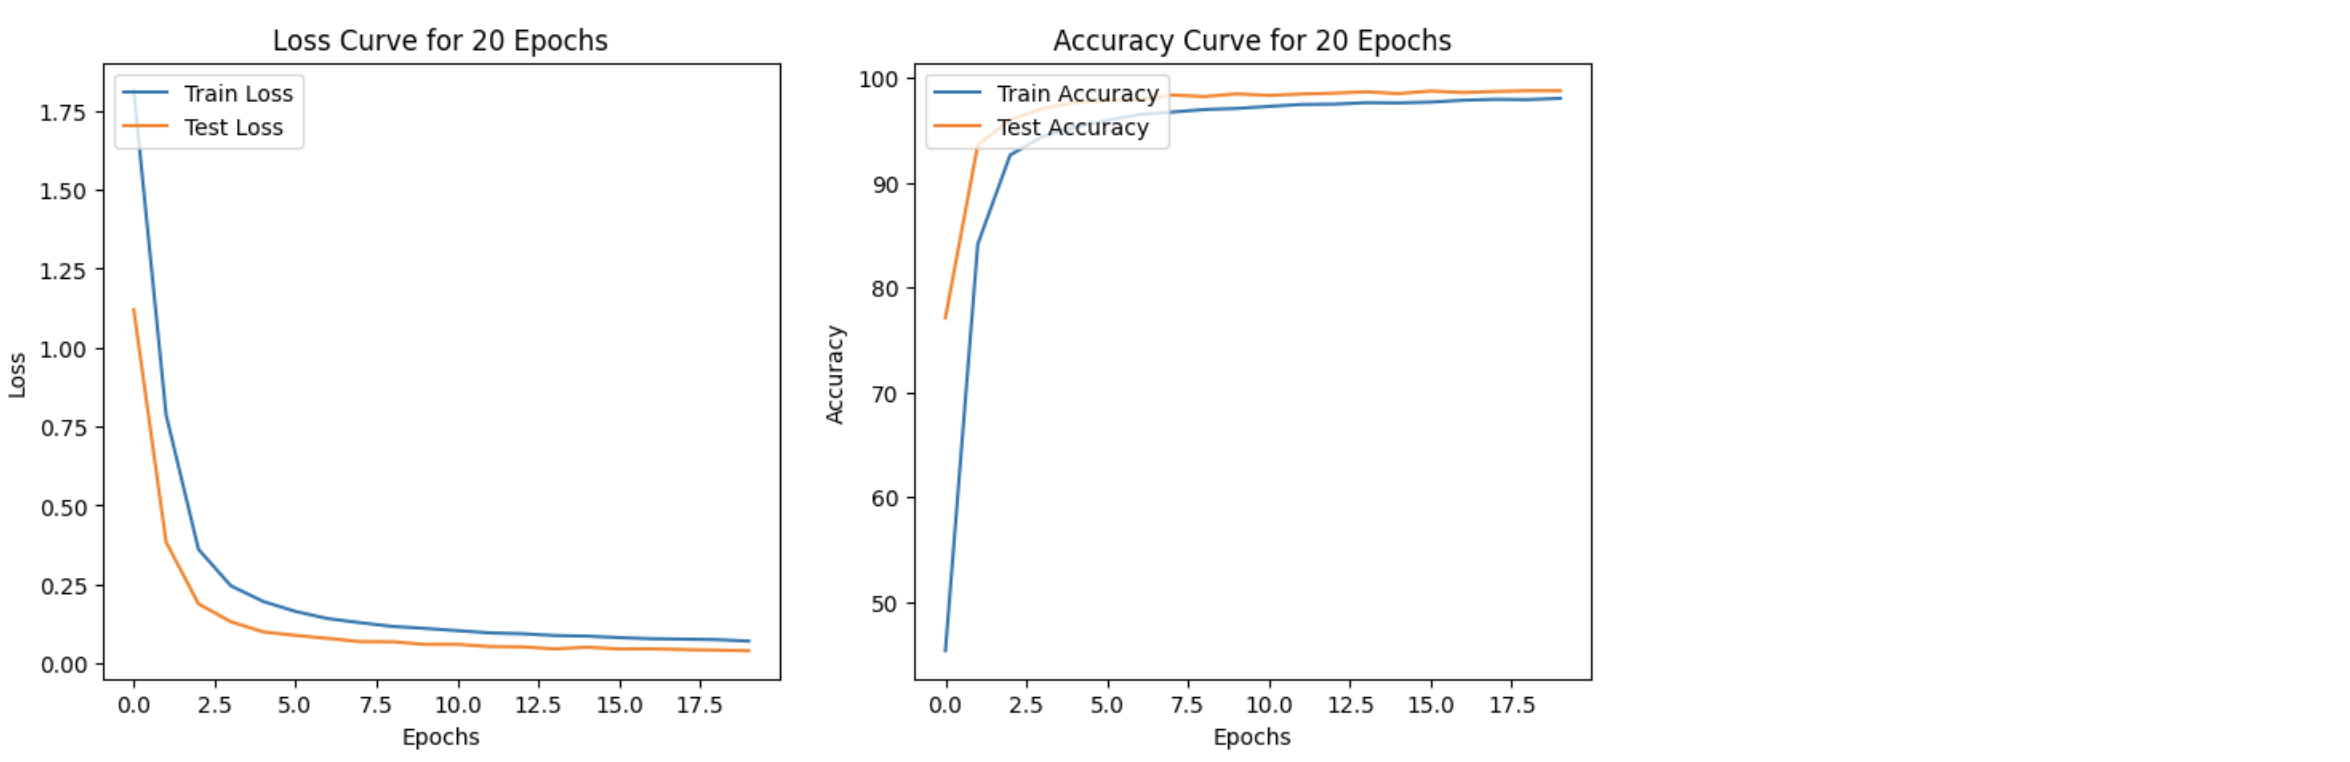 Loss Curve for 20 Epochs
Train Loss
Test Loss
1.75
1.50
1.25
1.00
0.75
0.50
0.25
0.00
Loss
0.0 2.5 5.0 7.5 10.0 12.5 15.0 17.5
Epochs
Accuracy Curve for 20 Epochs
Train Accuracy
Test Accuracy
100
90
80
70
60
50
Accuracy
0.0 2.5 5.0 7.5 10.0 12.5 15.0 17.5
Epochs